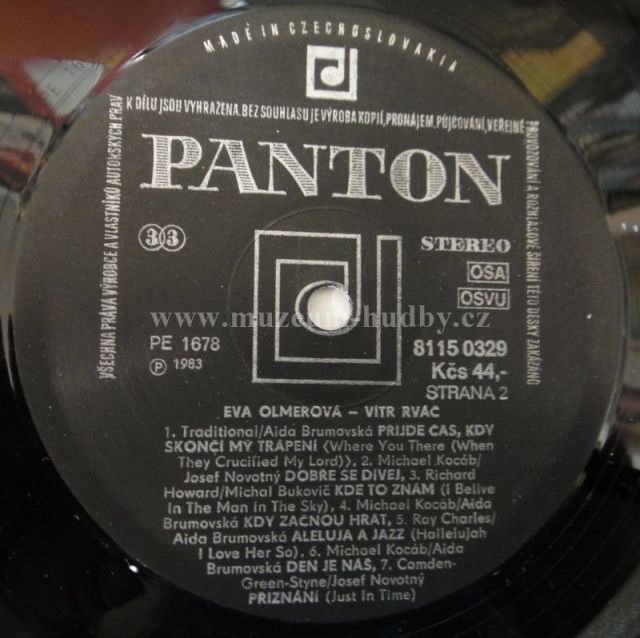 MADE IN CZECHOSLOVAKIA
VŠECHNA PRÁVA VÝROBCE A VLASTNÍKŮ AUTORSKÝCH PRÁV
K DÍLU JSOU VYHRAZENA. BEZ SOUHLASU JE VÝROBA KOPIÍ, PRONÁJEM, PŮJČOVÁNÍ, VEŘEJNÉ
PROVOZOVÁNÍ A ROZHLASOVÉ ŠÍŘENÍ TÉTO DESKY ZAKÁZÁNO
PANTON
33
STEREO
OSA
OSVU
www.muzeum-hudby.cz
PE 1678
Ⓟ 1983
8115 0329
Kčs 44,-
STRANA 2
EVA OLMEROVÁ – VÍTR RVÁČ
1. Traditional/Aida Brumovská PŘIJDE ČAS, KDY
SKONČÍ MÝ TRÁPENÍ (Where You There (When
They Crucified My Lord)), 2. Michael Kocáb/
Josef Novotný DOBŘE SE DÍVEJ, 3. Richard
Howard/Michal Bukovič KDE TO ZNÁM (I Belive
In The Man In The Sky), 4. Michael Kocáb/Aida
Brumovská KDY ZAČNOU HRÁT, 5. Ray Charles/
Aida Brumovská ALELUJA A JAZZ (Hallelujah
I Love Her So), 6. Michael Kocáb/Aida
Brumovská DEN JE NÁŠ, 7. Comden-
Green-Styne/Josef Novotný
PŘIZNÁNÍ (Just In Time)